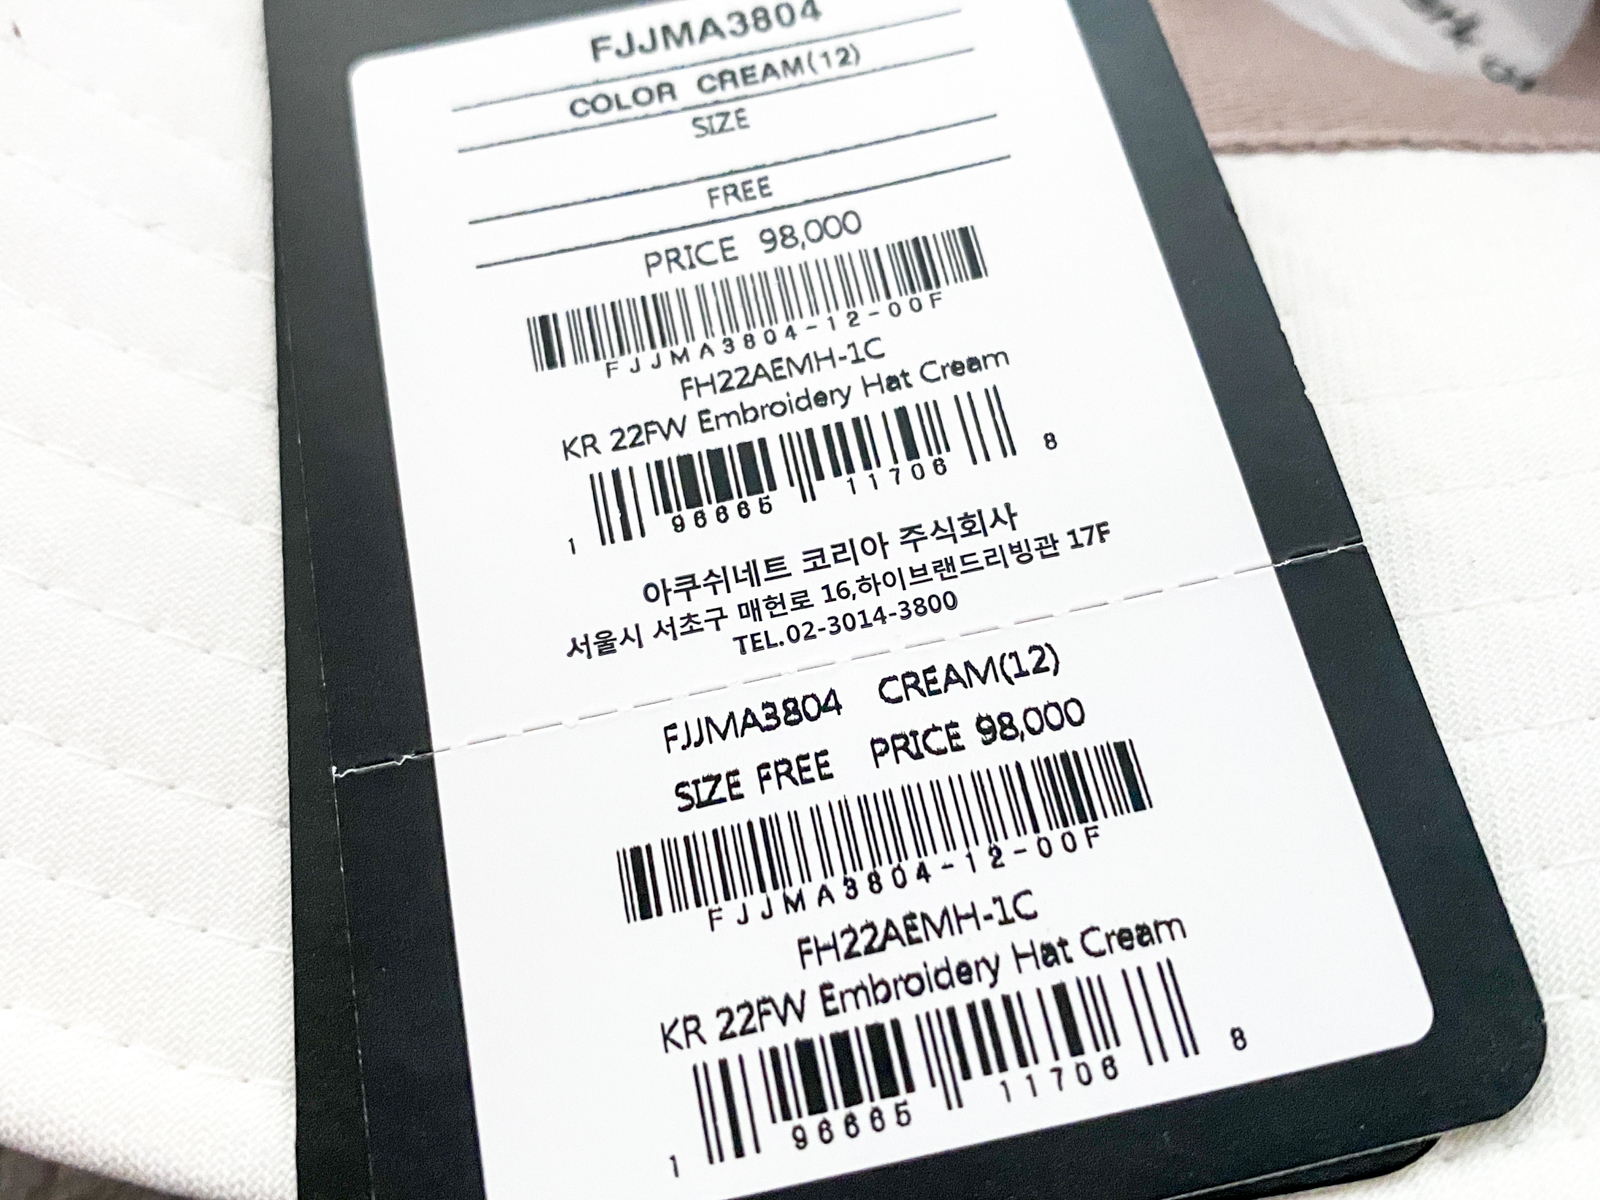 FJJMA3804
COLOR CREAM(12)
SIZE
FREE
PRICE 98,000
FJJMA3804-12-00F
FH22AEMH-1C
KR 22FW Embroidery Hat Cream
1 96665 11706 8
아쿠쉬네트 코리아 주식회사
서울시 서초구 매헌로 16,하이브랜드리빙관 17F
TEL.02-3014-3800
FJJMA3804 CREAM(12)
SIZE FREE PRICE 98,000
FJJMA3804-12-00F
FH22AEMH-1C
KR 22FW Embroidery Hat Cream
1 96665 11706 8